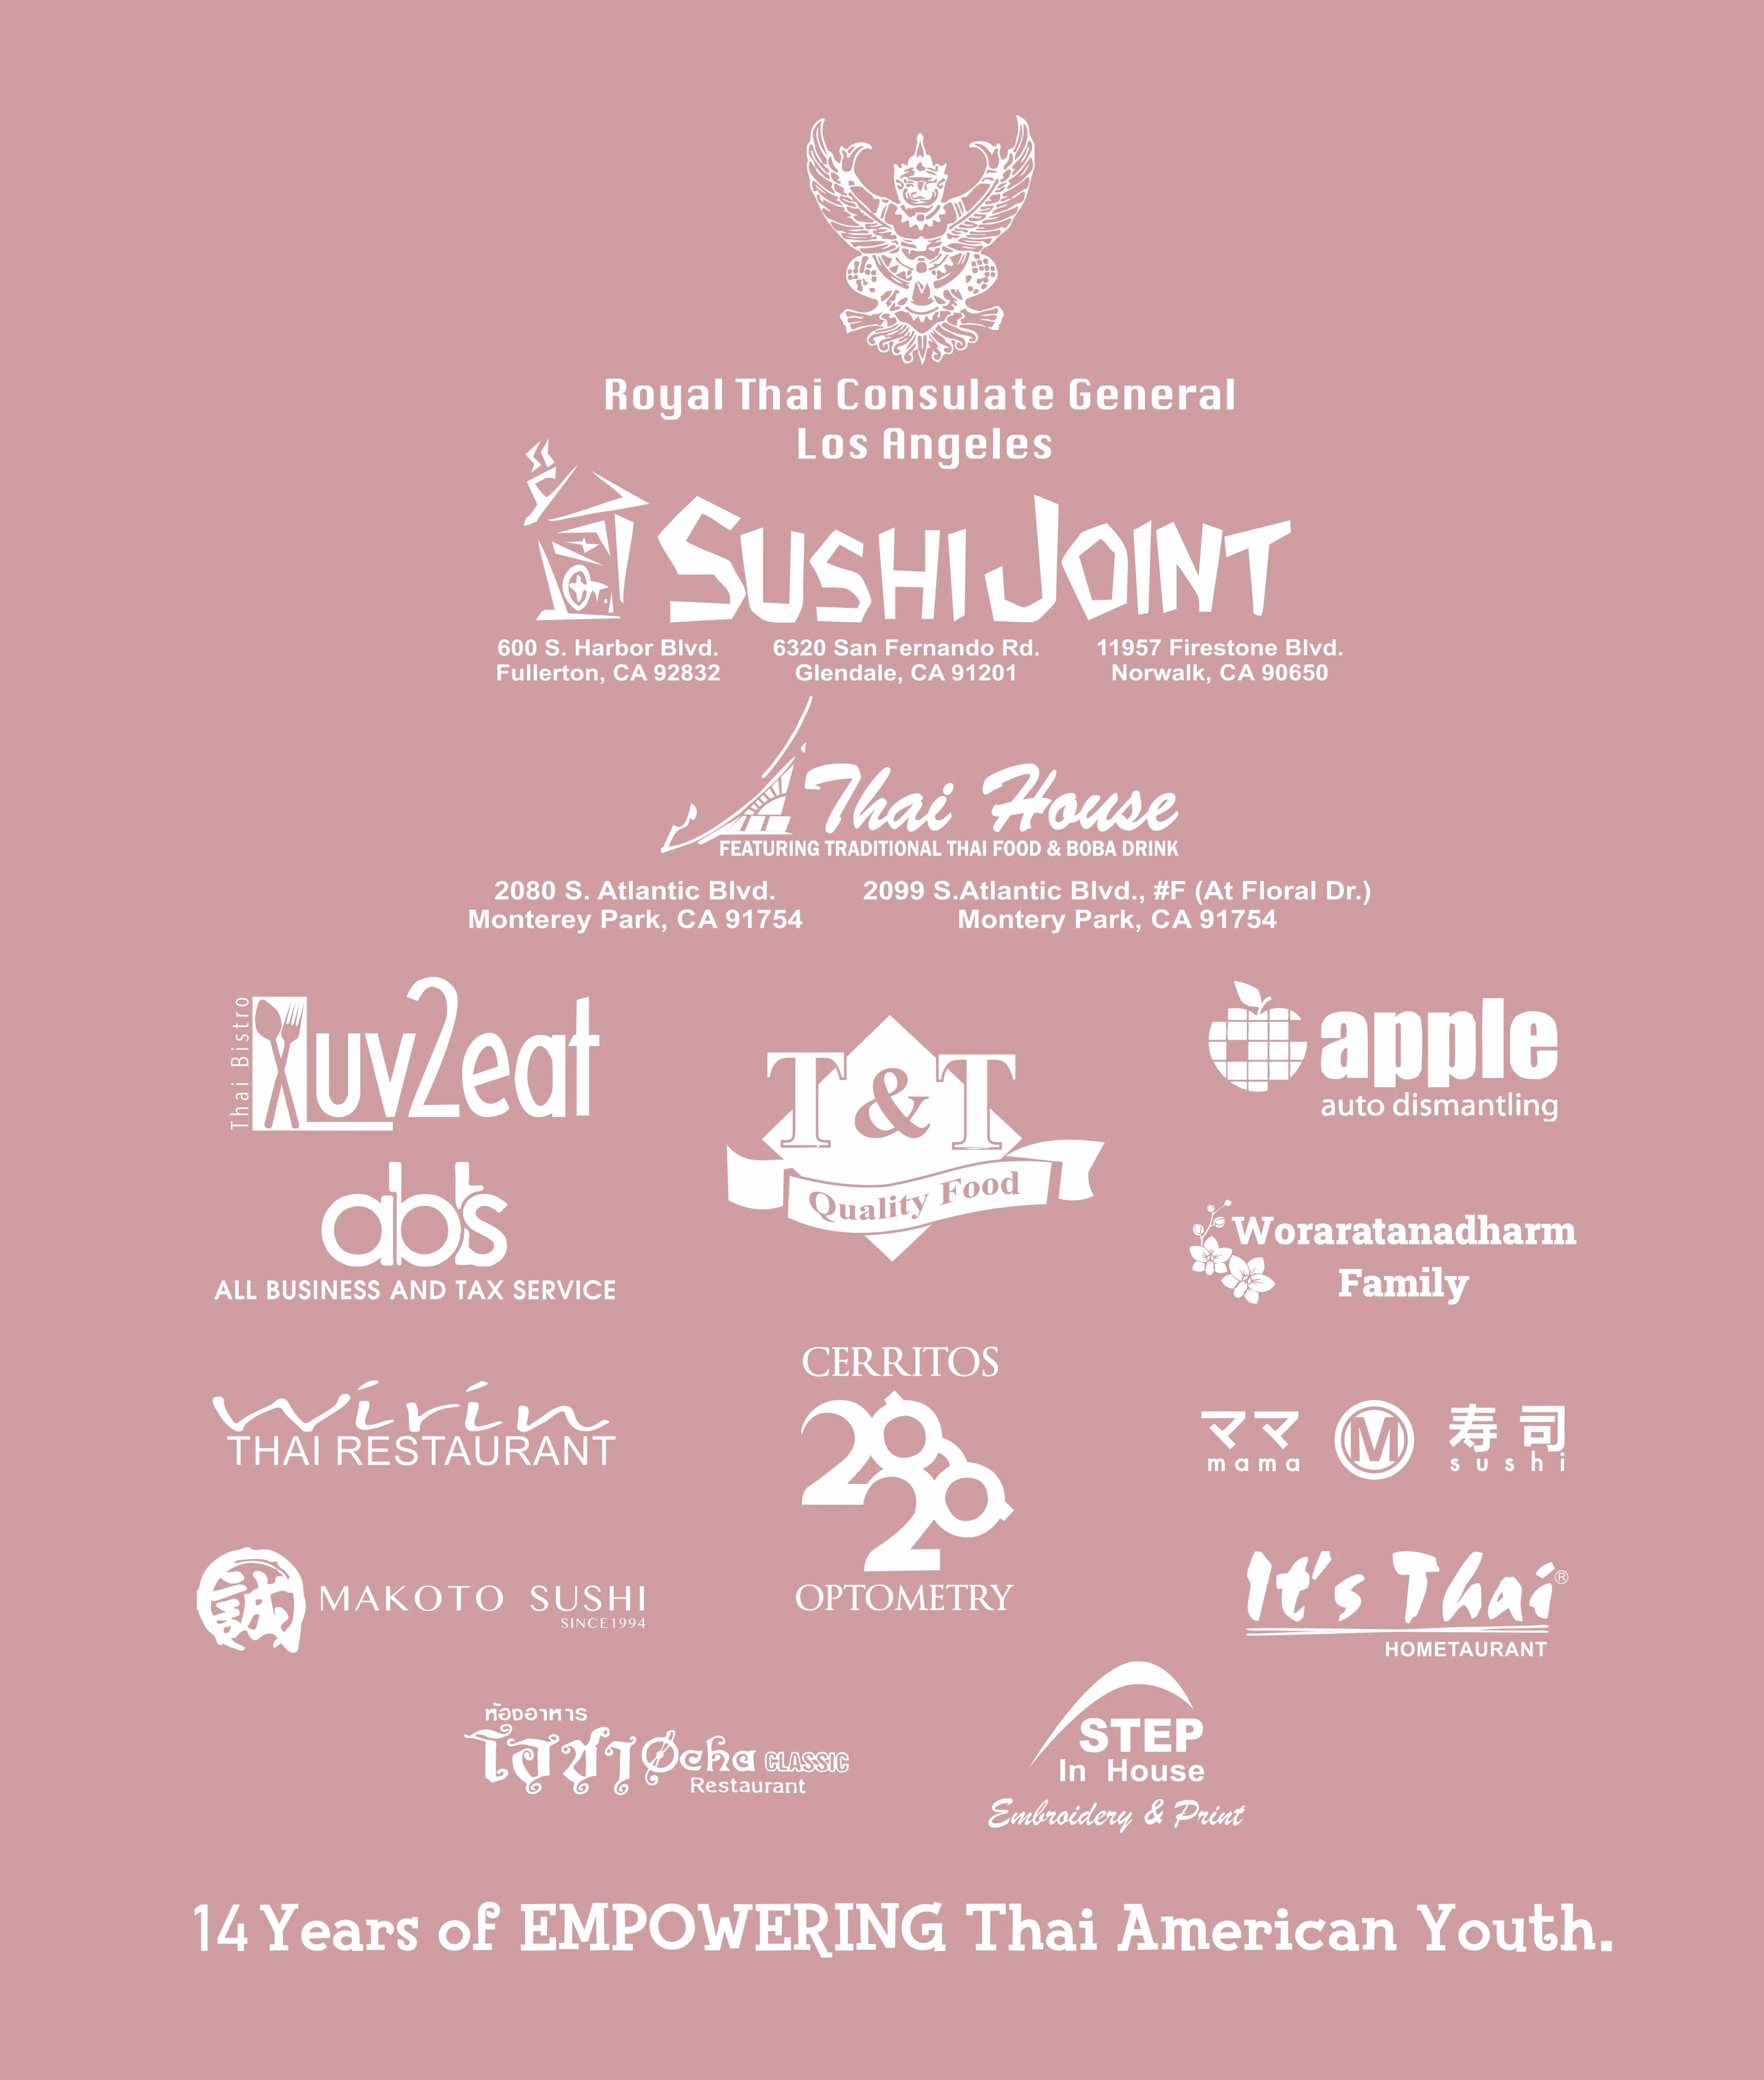 Royal Thai Consulate General
Los Angeles
SUSHI JOINT
600 S. Harbor Blvd.
Fullerton, CA 92832
6320 San Fernando Rd.
Glendale, CA 91201
11957 Firestone Blvd.
Norwalk, CA 90650
Thai House
FEATURING TRADITIONAL THAI FOOD & BOBA DRINK
2080 S. Atlantic Blvd.
Monterey Park, CA 91754
2099 S.Atlantic Blvd., #F (At Floral Dr.)
Montery Park, CA 91754
Thai Bistro
Luv2eat
T&T
Quality Food
apple
auto dismantling
abts
ALL BUSINESS AND TAX SERVICE
Woraratanadharm
Family
wirin
THAI RESTAURANT
CERRITOS
2020
OPTOMETRY
ママ M 寿司
mama sushi
誠
MAKOTO SUSHI
SINCE1994
It's Thai®
HOMETAURANT
ห้องอาหาร
โอชา Ocha CLASSIC
Restaurant
STEP
In House
Embroidery & Print
14 Years of EMPOWERING Thai American Youth.